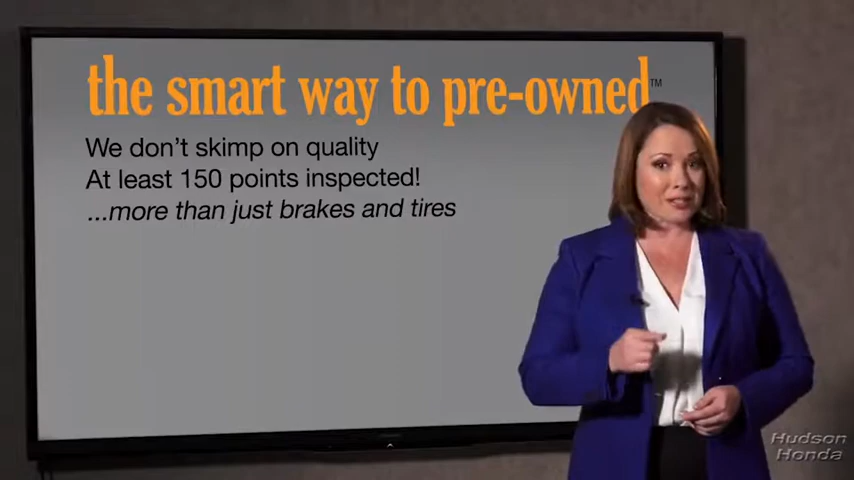 the smart way to pre-owned™
We don't skimp on quality
At least 150 points inspected!
...more than just brakes and tires
Hudson
Honda